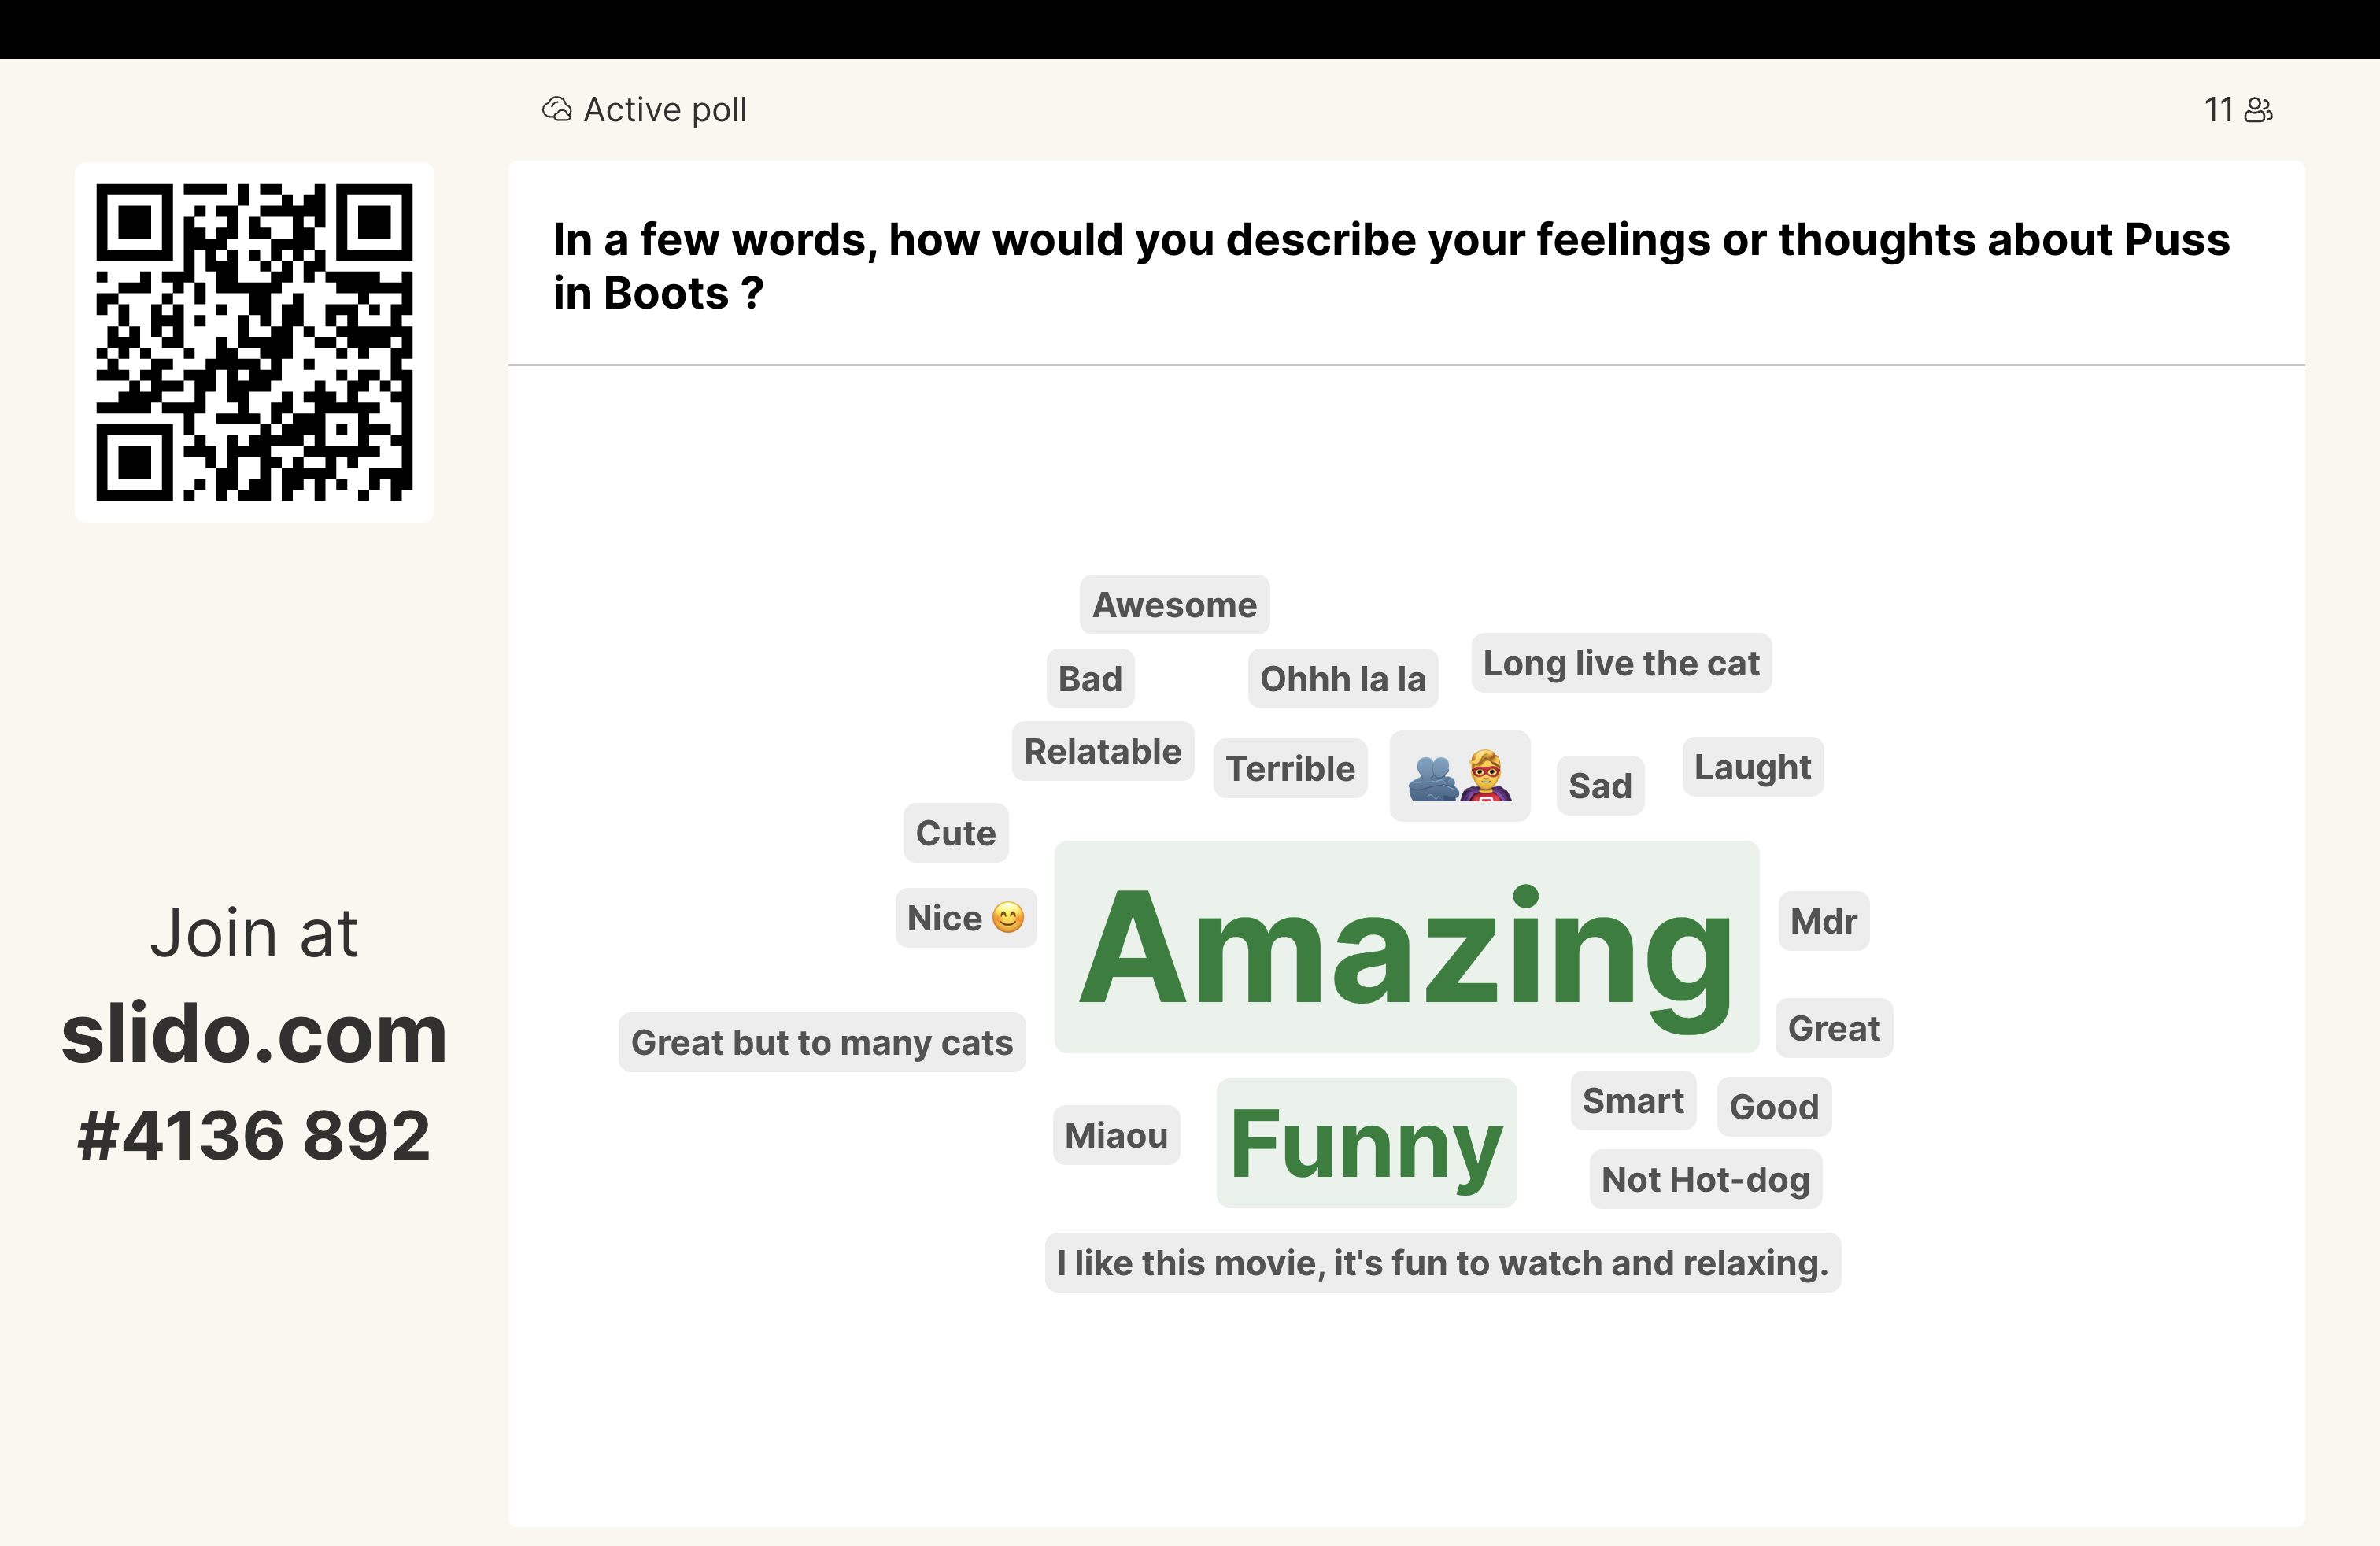 Active poll
11
In a few words, how would you describe your feelings or thoughts about Puss
in Boots ?
Join at
slido.com
#4136 892
Awesome
Bad
Ohhh la la
Long live the cat
Relatable
Terrible
🫂🦸
Sad
Laught
Cute
Nice 😊
Amazing
Mdr
Great but to many cats
Great
Miaou
Funny
Smart
Good
Not Hot-dog
I like this movie, it's fun to watch and relaxing.